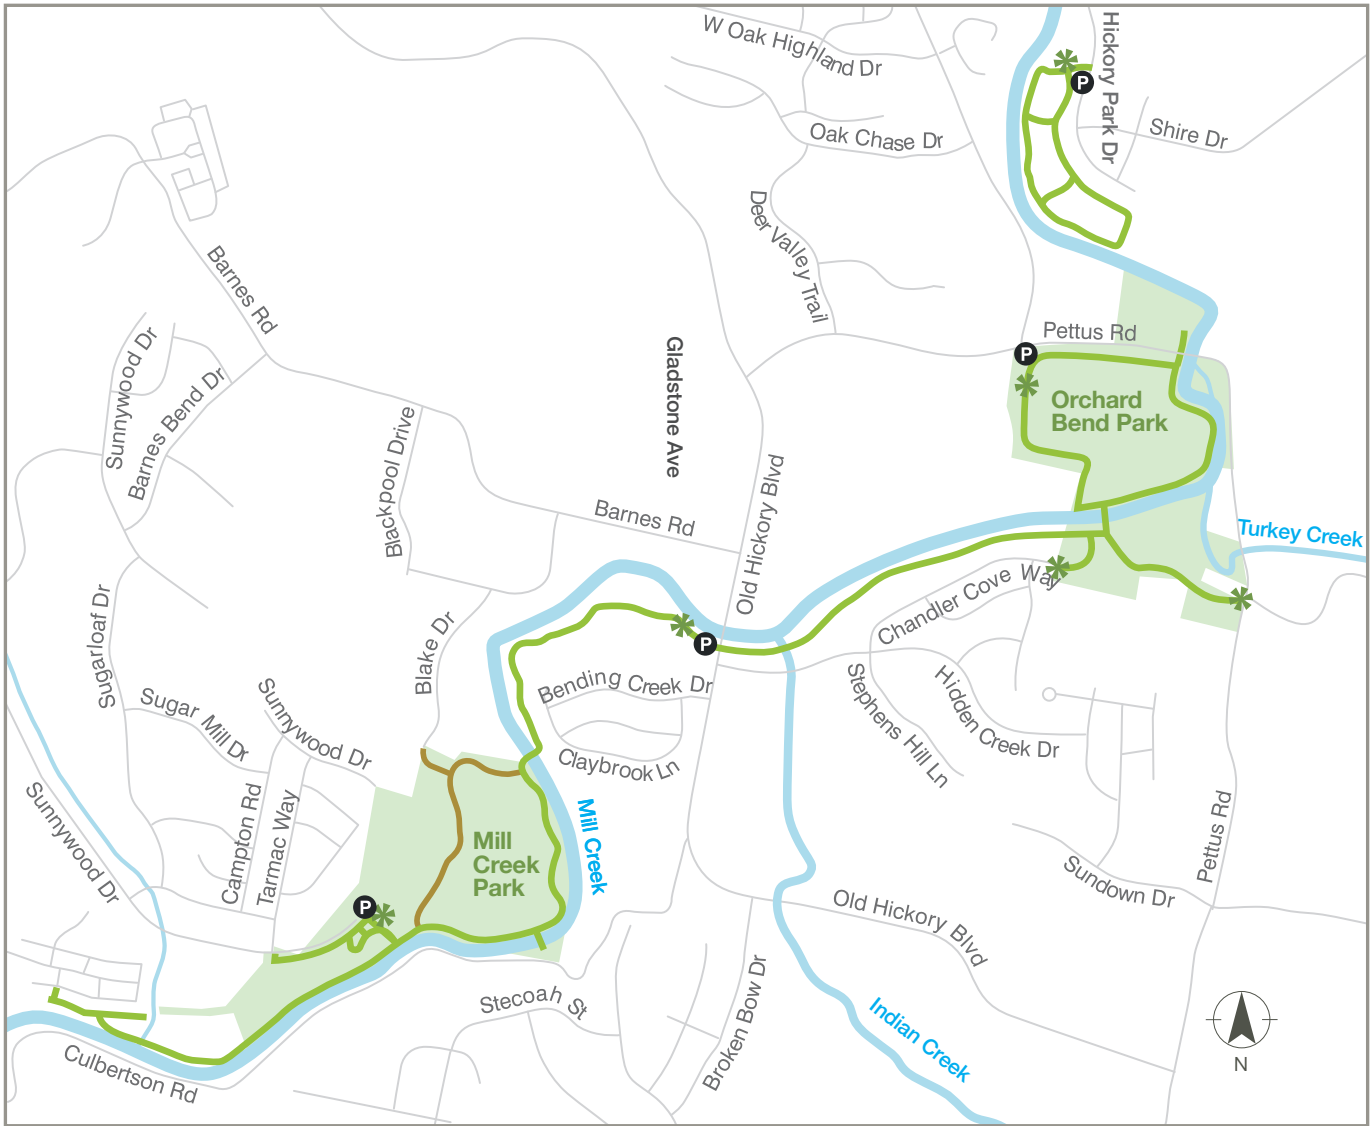 W Oak Highland Dr
Hickory Park Dr
P
Shire Dr
Oak Chase Dr
Deer Valley Trail
Barnes Rd
Pettus Rd
P
Sunnywood Dr
Barnes Bend Dr
Gladstone Ave
Orchard
Bend Park
Blackpool Drive
Old Hickory Blvd
Barnes Rd
Turkey Creek
Chandler Cove Way
Sugarloaf Dr
Blake Dr
P
Bending Creek Dr
Stephens Hill Ln
Hidden Creek Dr
Sugar Mill Dr
Sunnywood Dr
Claybrook Ln
Sunnywood Dr
Campton Rd
Tarmac Way
Mill
Creek
Park
Mill Creek
Pettus Rd
Sundown Dr
P
Old Hickory Blvd
Stecoah St
Broken Bow Dr
Indian Creek
Culbertson Rd
N